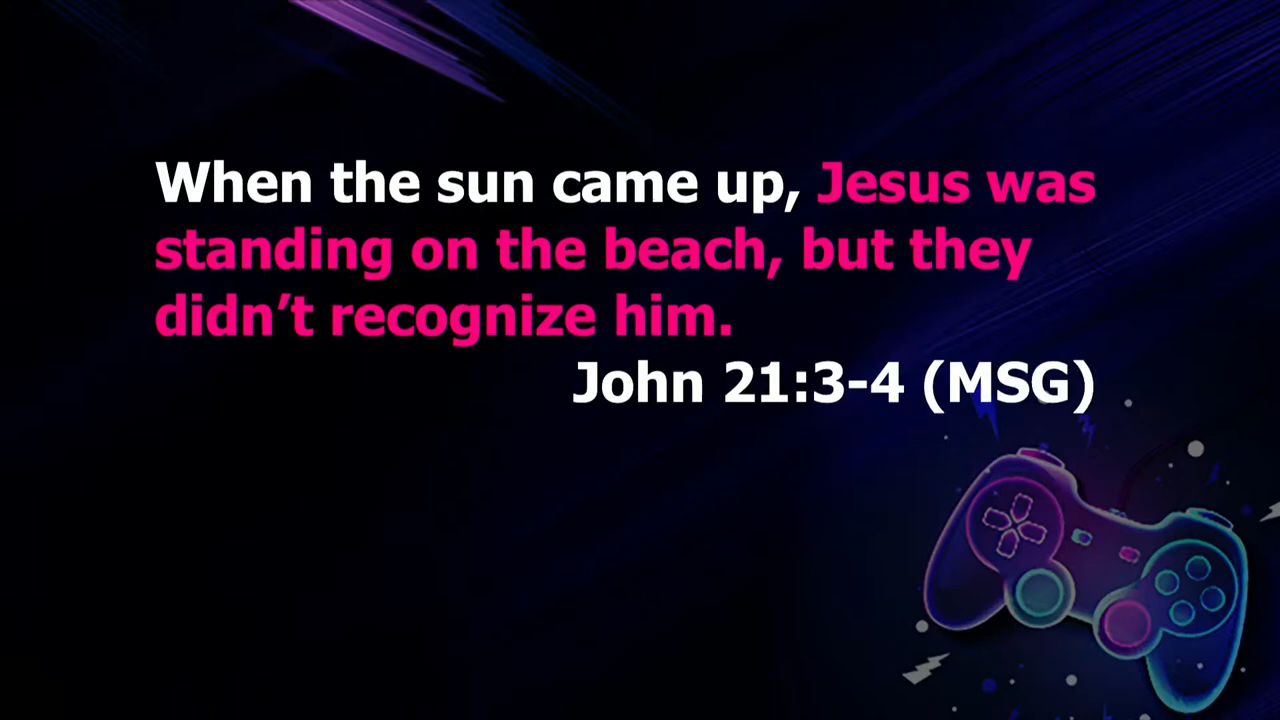 When the sun came up, Jesus was
standing on the beach, but they
didn’t recognize him.
John 21:3-4 (MSG)